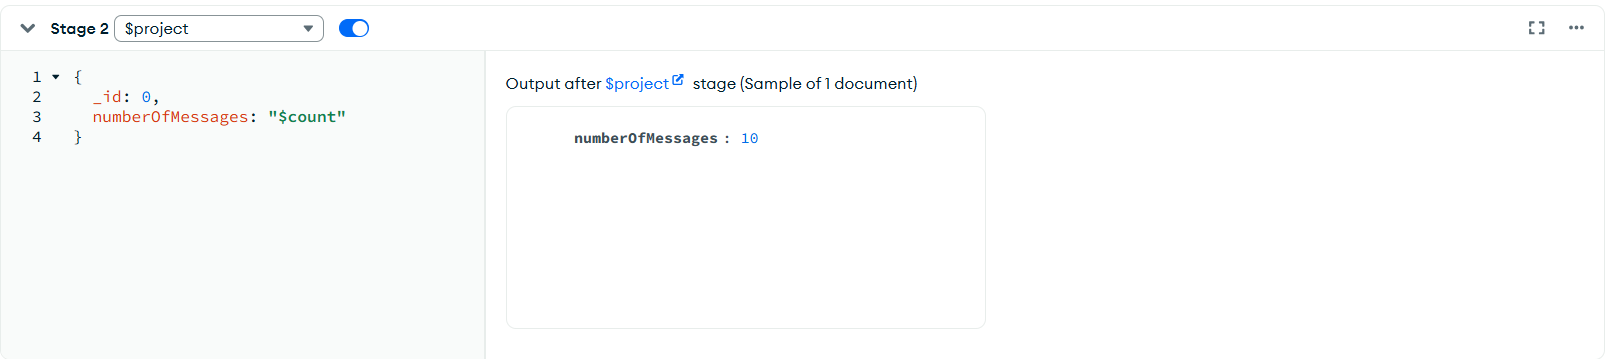 Stage 2 $project
1 {
2 _id: 0,
3 numberOfMessages: "$count"
4 }
Output after $project stage (Sample of 1 document)
numberOfMessages : 10